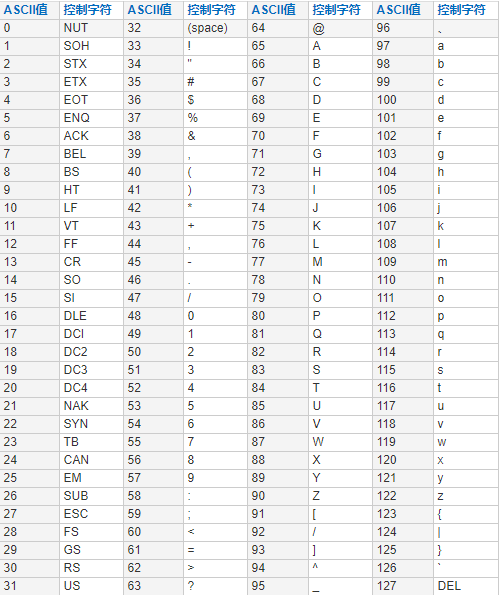 ASCII值 控制字符 ASCII值 控制字符 ASCII值 控制字符 ASCII值 控制字符
0 NUT 32 (space) 64 @ 96 、
1 SOH 33 ! 65 A 97 a
2 STX 34 " 66 B 98 b
3 ETX 35 # 67 C 99 c
4 EOT 36 $ 68 D 100 d
5 ENQ 37 % 69 E 101 e
6 ACK 38 & 70 F 102 f
7 BEL 39 , 71 G 103 g
8 BS 40 ( 72 H 104 h
9 HT 41 ) 73 I 105 i
10 LF 42 * 74 J 106 j
11 VT 43 + 75 K 107 k
12 FF 44 , 76 L 108 l
13 CR 45 - 77 M 109 m
14 SO 46 . 78 N 110 n
15 SI 47 / 79 O 111 o
16 DLE 48 0 80 P 112 p
17 DCI 49 1 81 Q 113 q
18 DC2 50 2 82 R 114 r
19 DC3 51 3 83 S 115 s
20 DC4 52 4 84 T 116 t
21 NAK 53 5 85 U 117 u
22 SYN 54 6 86 V 118 v
23 TB 55 7 87 W 119 w
24 CAN 56 8 88 X 120 x
25 EM 57 9 89 Y 121 y
26 SUB 58 : 90 Z 122 z
27 ESC 59 ; 91 [ 123 {
28 FS 60 < 92 / 124 |
29 GS 61 = 93 ] 125 }
30 RS 62 > 94 ^ 126 `
31 US 63 ? 95 _ 127 DEL